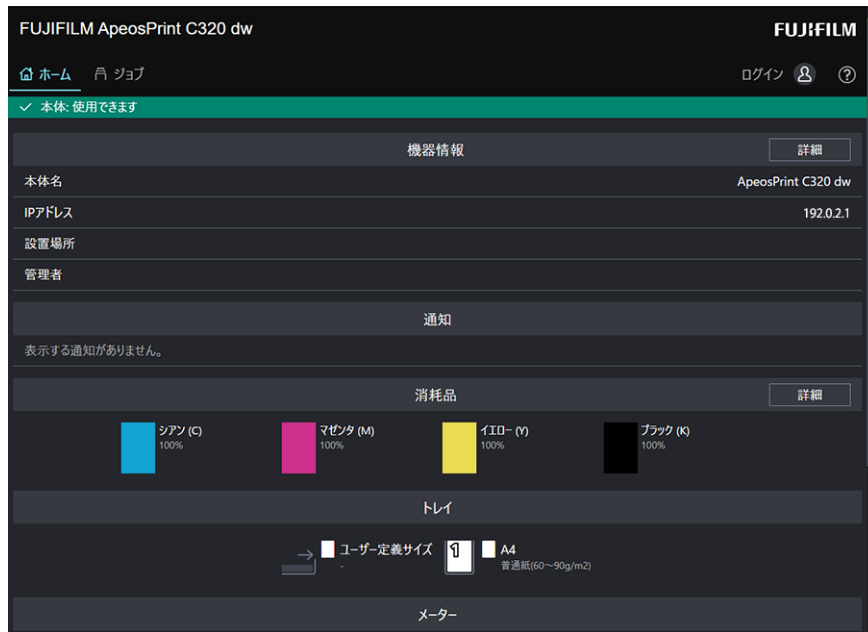 FUJIFILM ApeosPrint C320 dw
FUJIFILM
ホーム ジョブ
ログイン ?
本体: 使用できます
機器情報 詳細
本体名 ApeosPrint C320 dw
IPアドレス 192.0.2.1
設置場所
管理者
通知
表示する通知がありません。
消耗品 詳細
シアン (C) マゼンタ (M) イエロー (Y) ブラック (K)
100% 100% 100% 100%
トレイ
ユーザー定義サイズ 1 A4
- 普通紙(60～90g/m2)
メーター